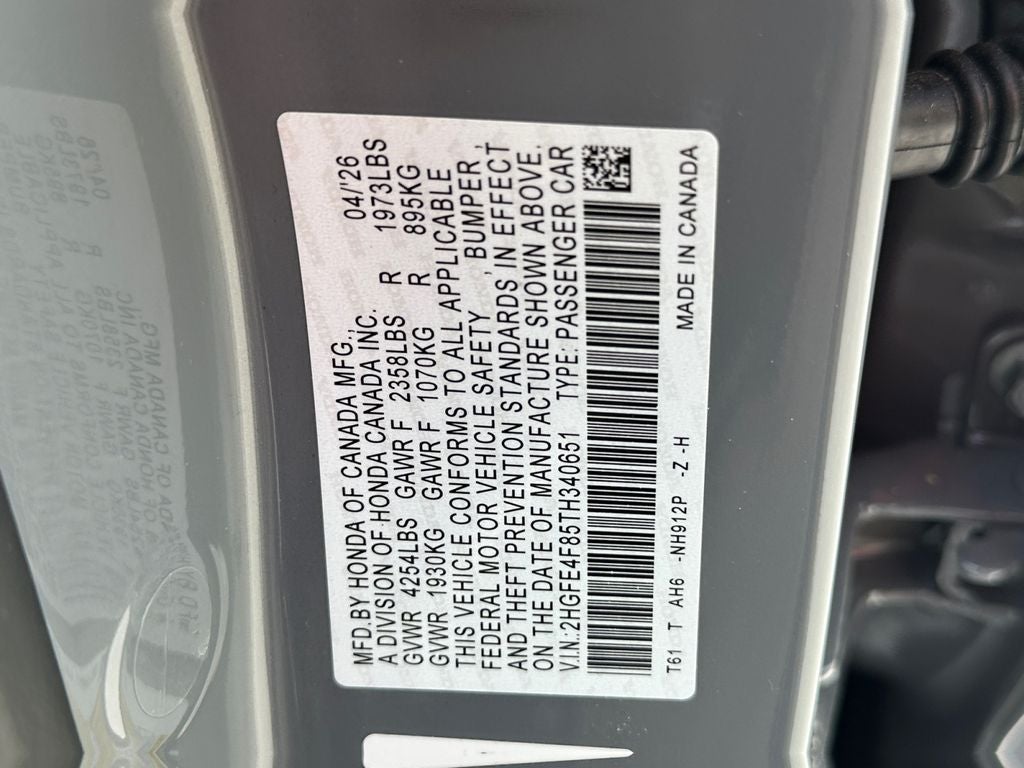 MFD.BY HONDA OF CANADA MFG, 04/'26
A DIVISION OF HONDA CANADA INC.
GVWR 4254LBS GAWR F 2358LBS R 1973LBS
GVWR 1930KG GAWR F 1070KG R 895KG
THIS VEHICLE CONFORMS TO ALL APPLICABLE
FEDERAL MOTOR VEHICLE SAFETY, BUMPER,
AND THEFT PREVENTION STANDARDS IN EFFECT
ON THE DATE OF MANUFACTURE SHOWN ABOVE.
V.I.N.:2HGFE4F85TH340651 TYPE:PASSENGER CAR
T61 T AH6 -NH912P -Z -H MADE IN CANADA